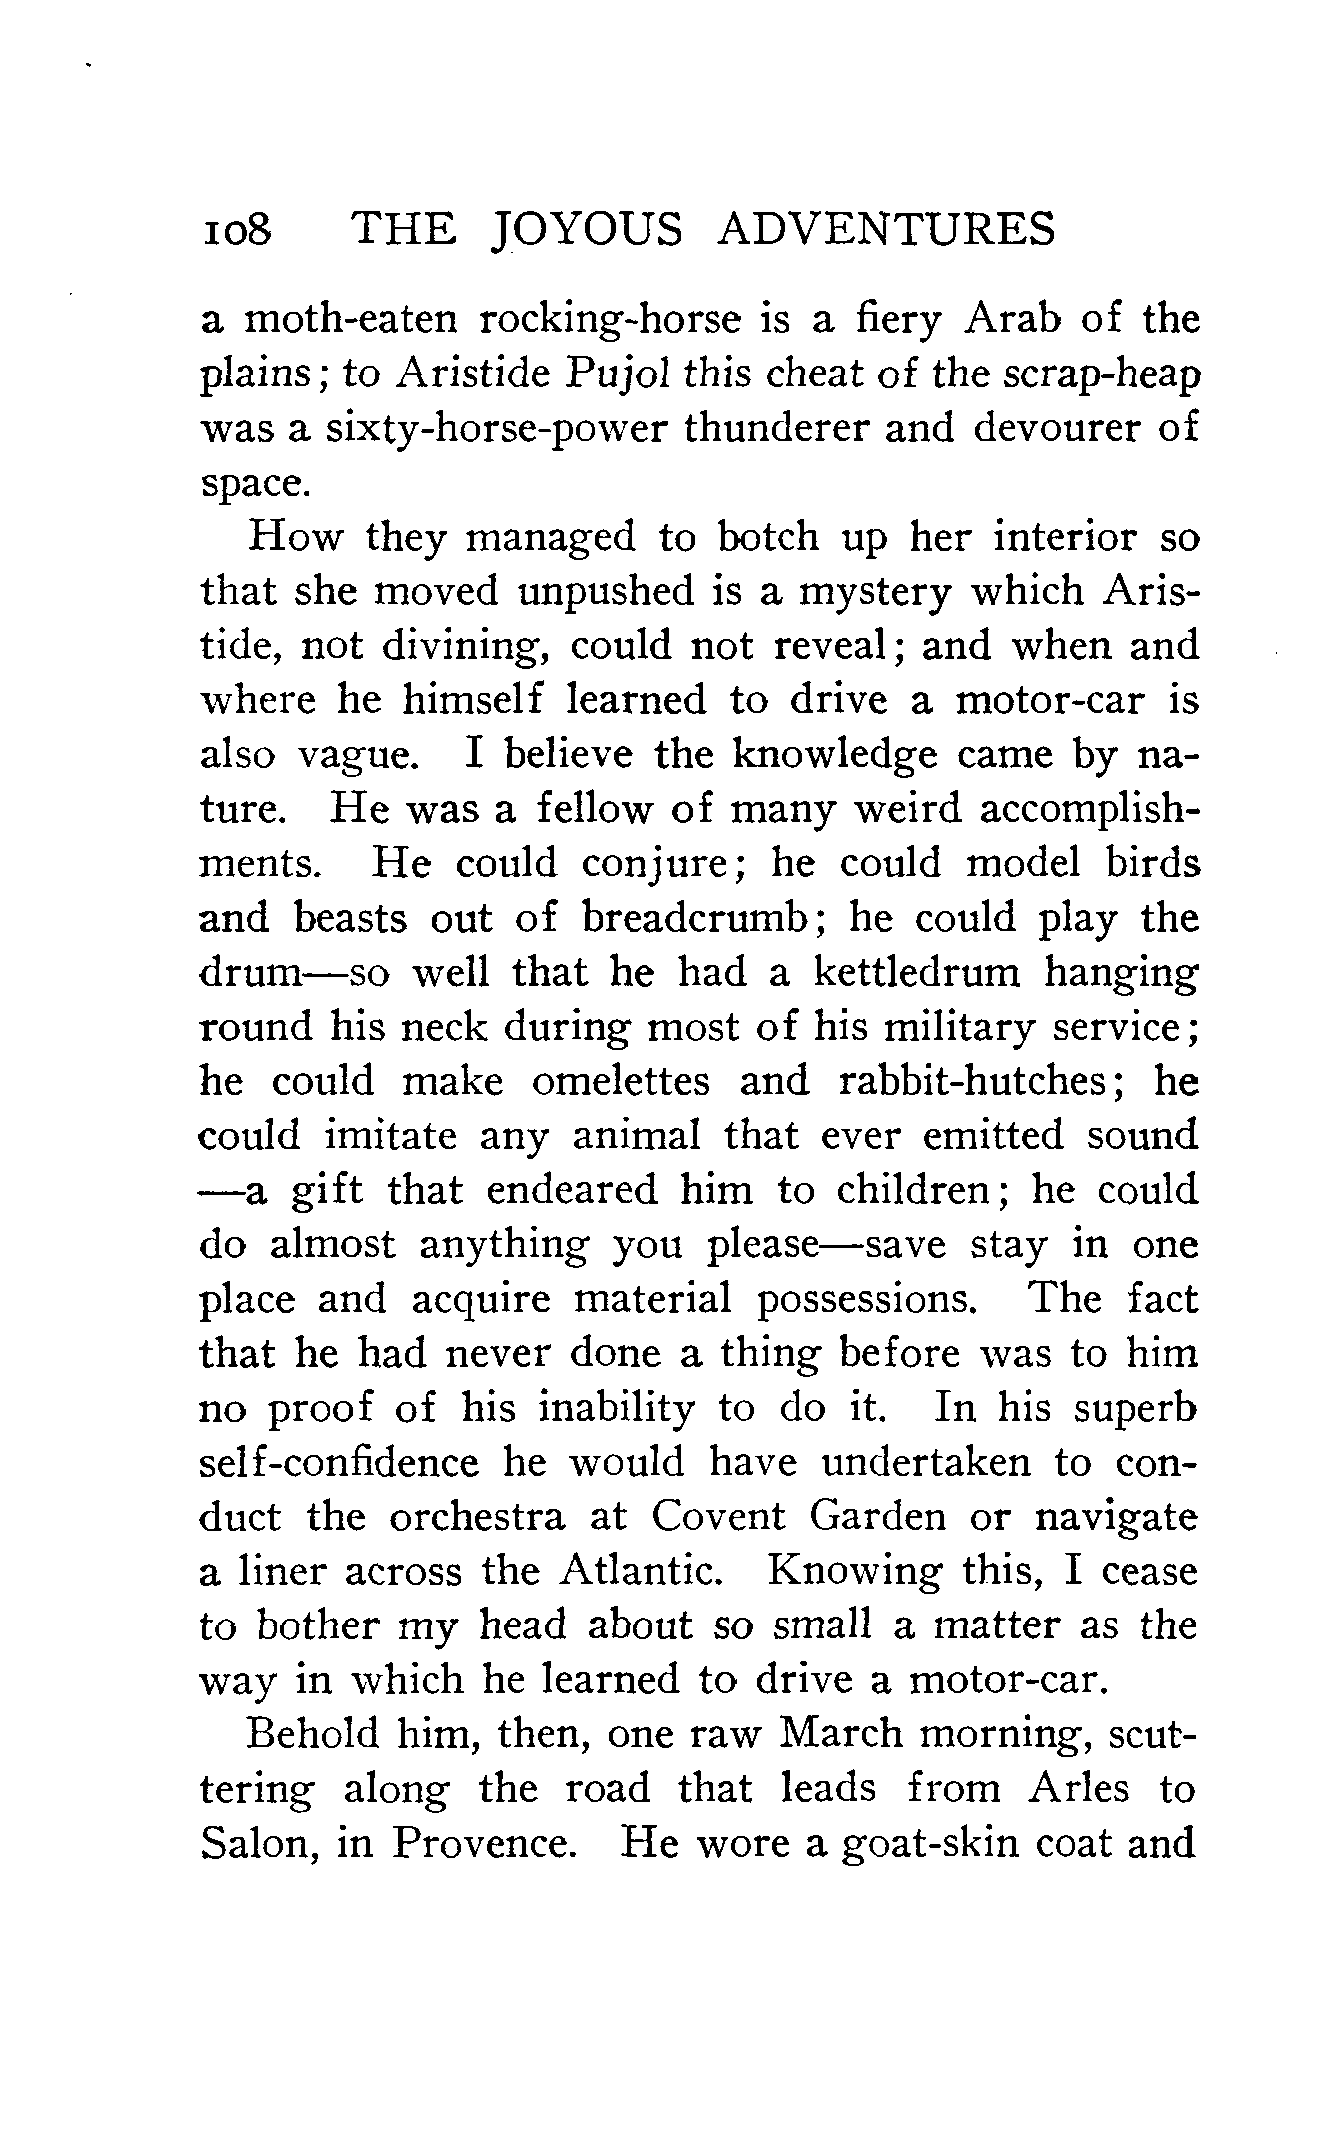 108 THE JOYOUS ADVENTURES
a moth-eaten rocking-horse is a fiery Arab of the
plains; to Aristide Pujol this cheat of the scrap-heap
was a sixty-horse-power thunderer and devourer of
space.
How they managed to botch up her interior so
that she moved unpushed is a mystery which Aris-
tide, not divining, could not reveal; and when and
where he himself learned to drive a motor-car is
also vague. I believe the knowledge came by na-
ture. He was a fellow of many weird accomplish-
ments. He could conjure; he could model birds
and beasts out of breadcrumb; he could play the
drum—so well that he had a kettledrum hanging
round his neck during most of his military service;
he could make omelettes and rabbit-hutches; he
could imitate any animal that ever emitted sound
—a gift that endeared him to children; he could
do almost anything you please—save stay in one
place and acquire material possessions. The fact
that he had never done a thing before was to him
no proof of his inability to do it. In his superb
self-confidence he would have undertaken to con-
duct the orchestra at Covent Garden or navigate
a liner across the Atlantic. Knowing this, I cease
to bother my head about so small a matter as the
way in which he learned to drive a motor-car.
Behold him, then, one raw March morning, scut-
tering along the road that leads from Arles to
Salon, in Provence. He wore a goat-skin coat and